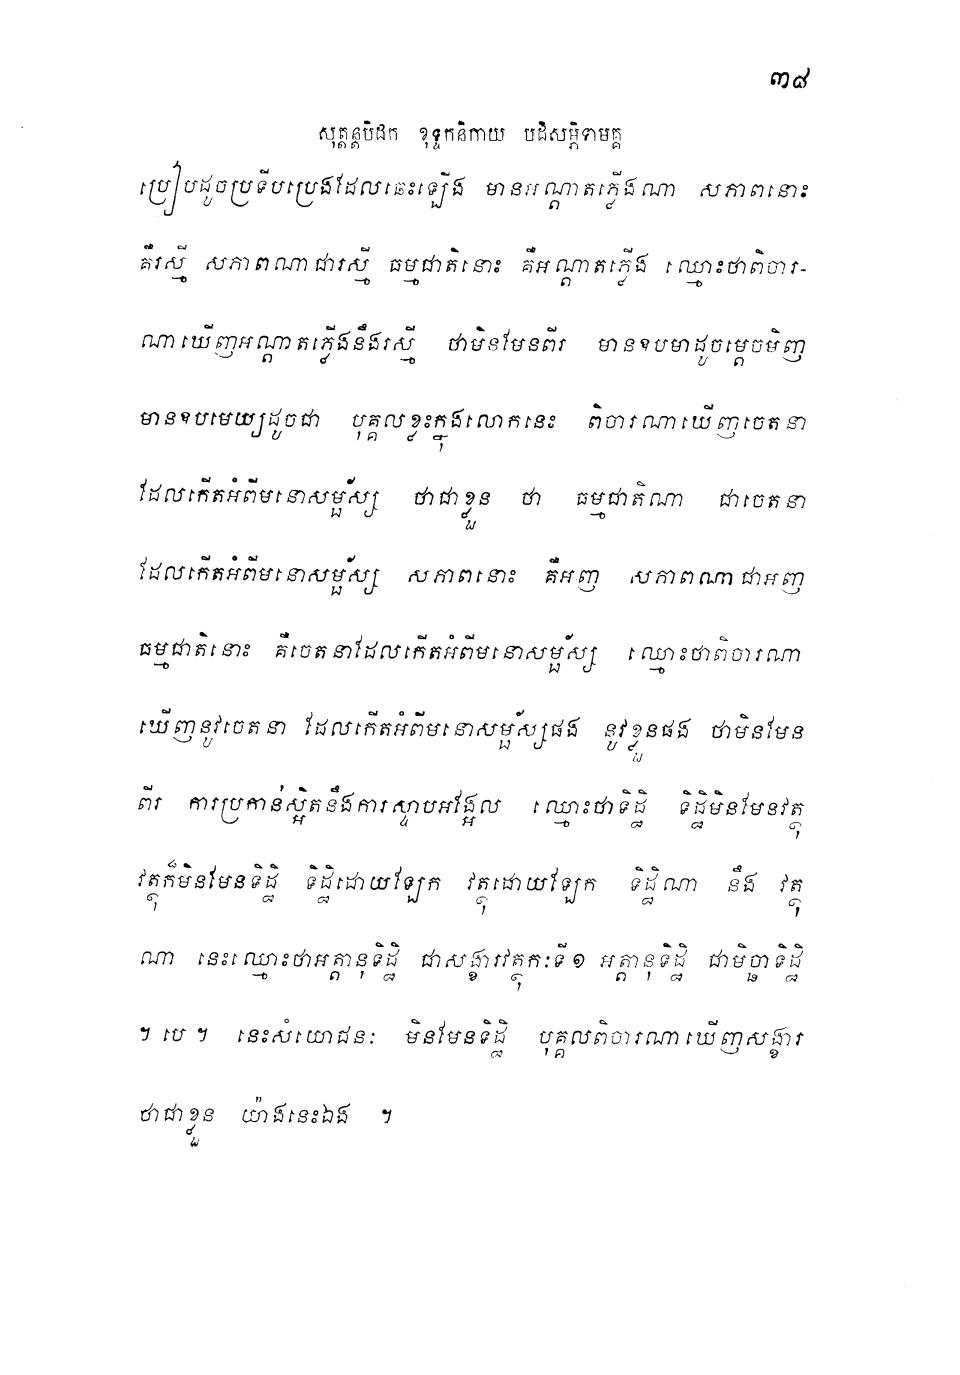 ៣៨
សុត្តន្តបិដក ខុទ្ទកនិកាយ បដិសម្ភិទាមគ្គ
ប្រៀបដូចប្រទីបប្រេងដែលឆេះឡើង មានអណ្តាតភ្លើងណា សភាពនោះ
គឺរស្មី សភាពណាជារស្មី ធម្មជាតិនោះ គឺអណ្តាតភ្លើង ឈ្មោះថាពិចារ-
ណាឃើញអណ្តាតភ្លើងនឹងរស្មី ថាមិនមែនពីរ មានឧបមាដូចម្តេចមិញ
មានឧបមេយ្យដូចជា បុគ្គលខ្លះក្នុងលោកនេះ ពិចារណាឃើញចេតនា
ដែលកើតអំពីមនោសម្ផ័ស្ស ថាជាខ្លួន ថា ធម្មជាតិណា ជាចេតនា
ដែលកើតអំពីមនោសម្ផ័ស្ស សភាពនោះ គឺអញ សភាពណាជាអញ
ធម្មជាតិនោះ គឺចេតនាដែលកើតអំពីមនោសម្ផ័ស្ស ឈ្មោះថាពិចារណា
ឃើញនូវចេតនា ដែលកើតអំពីមនោសម្ផ័ស្សផង នូវខ្លួនផង ថាមិនមែន
ពីរ ការប្រកាន់ស្អិតនឹងការស្ទាបអង្អែល ឈ្មោះថាទិដ្ឋិ ទិដ្ឋិមិនមែនវត្ថុ
វត្ថុក៏មិនមែនទិដ្ឋិ ទិដ្ឋិដោយឡែក វត្ថុដោយឡែក ទិដ្ឋិណា នឹង វត្ថុ
ណា នេះឈ្មោះថាអត្តានុទិដ្ឋិ ជាសង្ខារវត្ថុកៈទី១ អត្តានុទិដ្ឋិ ជាមិច្ឆាទិដ្ឋិ
។ បេ ។ នេះសំយោជនៈ មិនមែនទិដ្ឋិ បុគ្គលពិចារណាឃើញសង្ខារ
ថាជាខ្លួន យ៉ាងនេះឯង ។